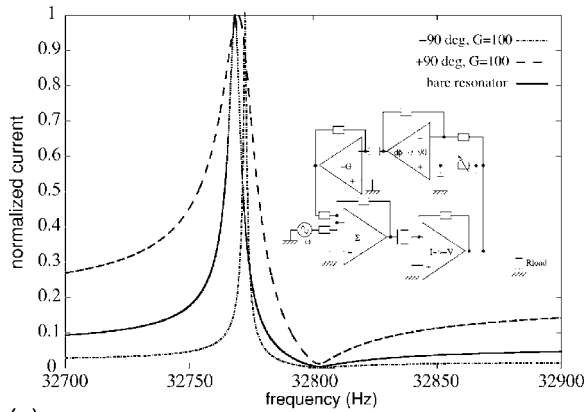 −90 deg, G=100
+90 deg, G=100
bare resonator
normalized current
1
0.9
0.8
0.7
0.6
0.5
0.4
0.3
0.2
0.1
0
−G
+
−
+
Σ
I−>−V
+
Rload
32700
32750
32800
32850
32900
frequency (Hz)